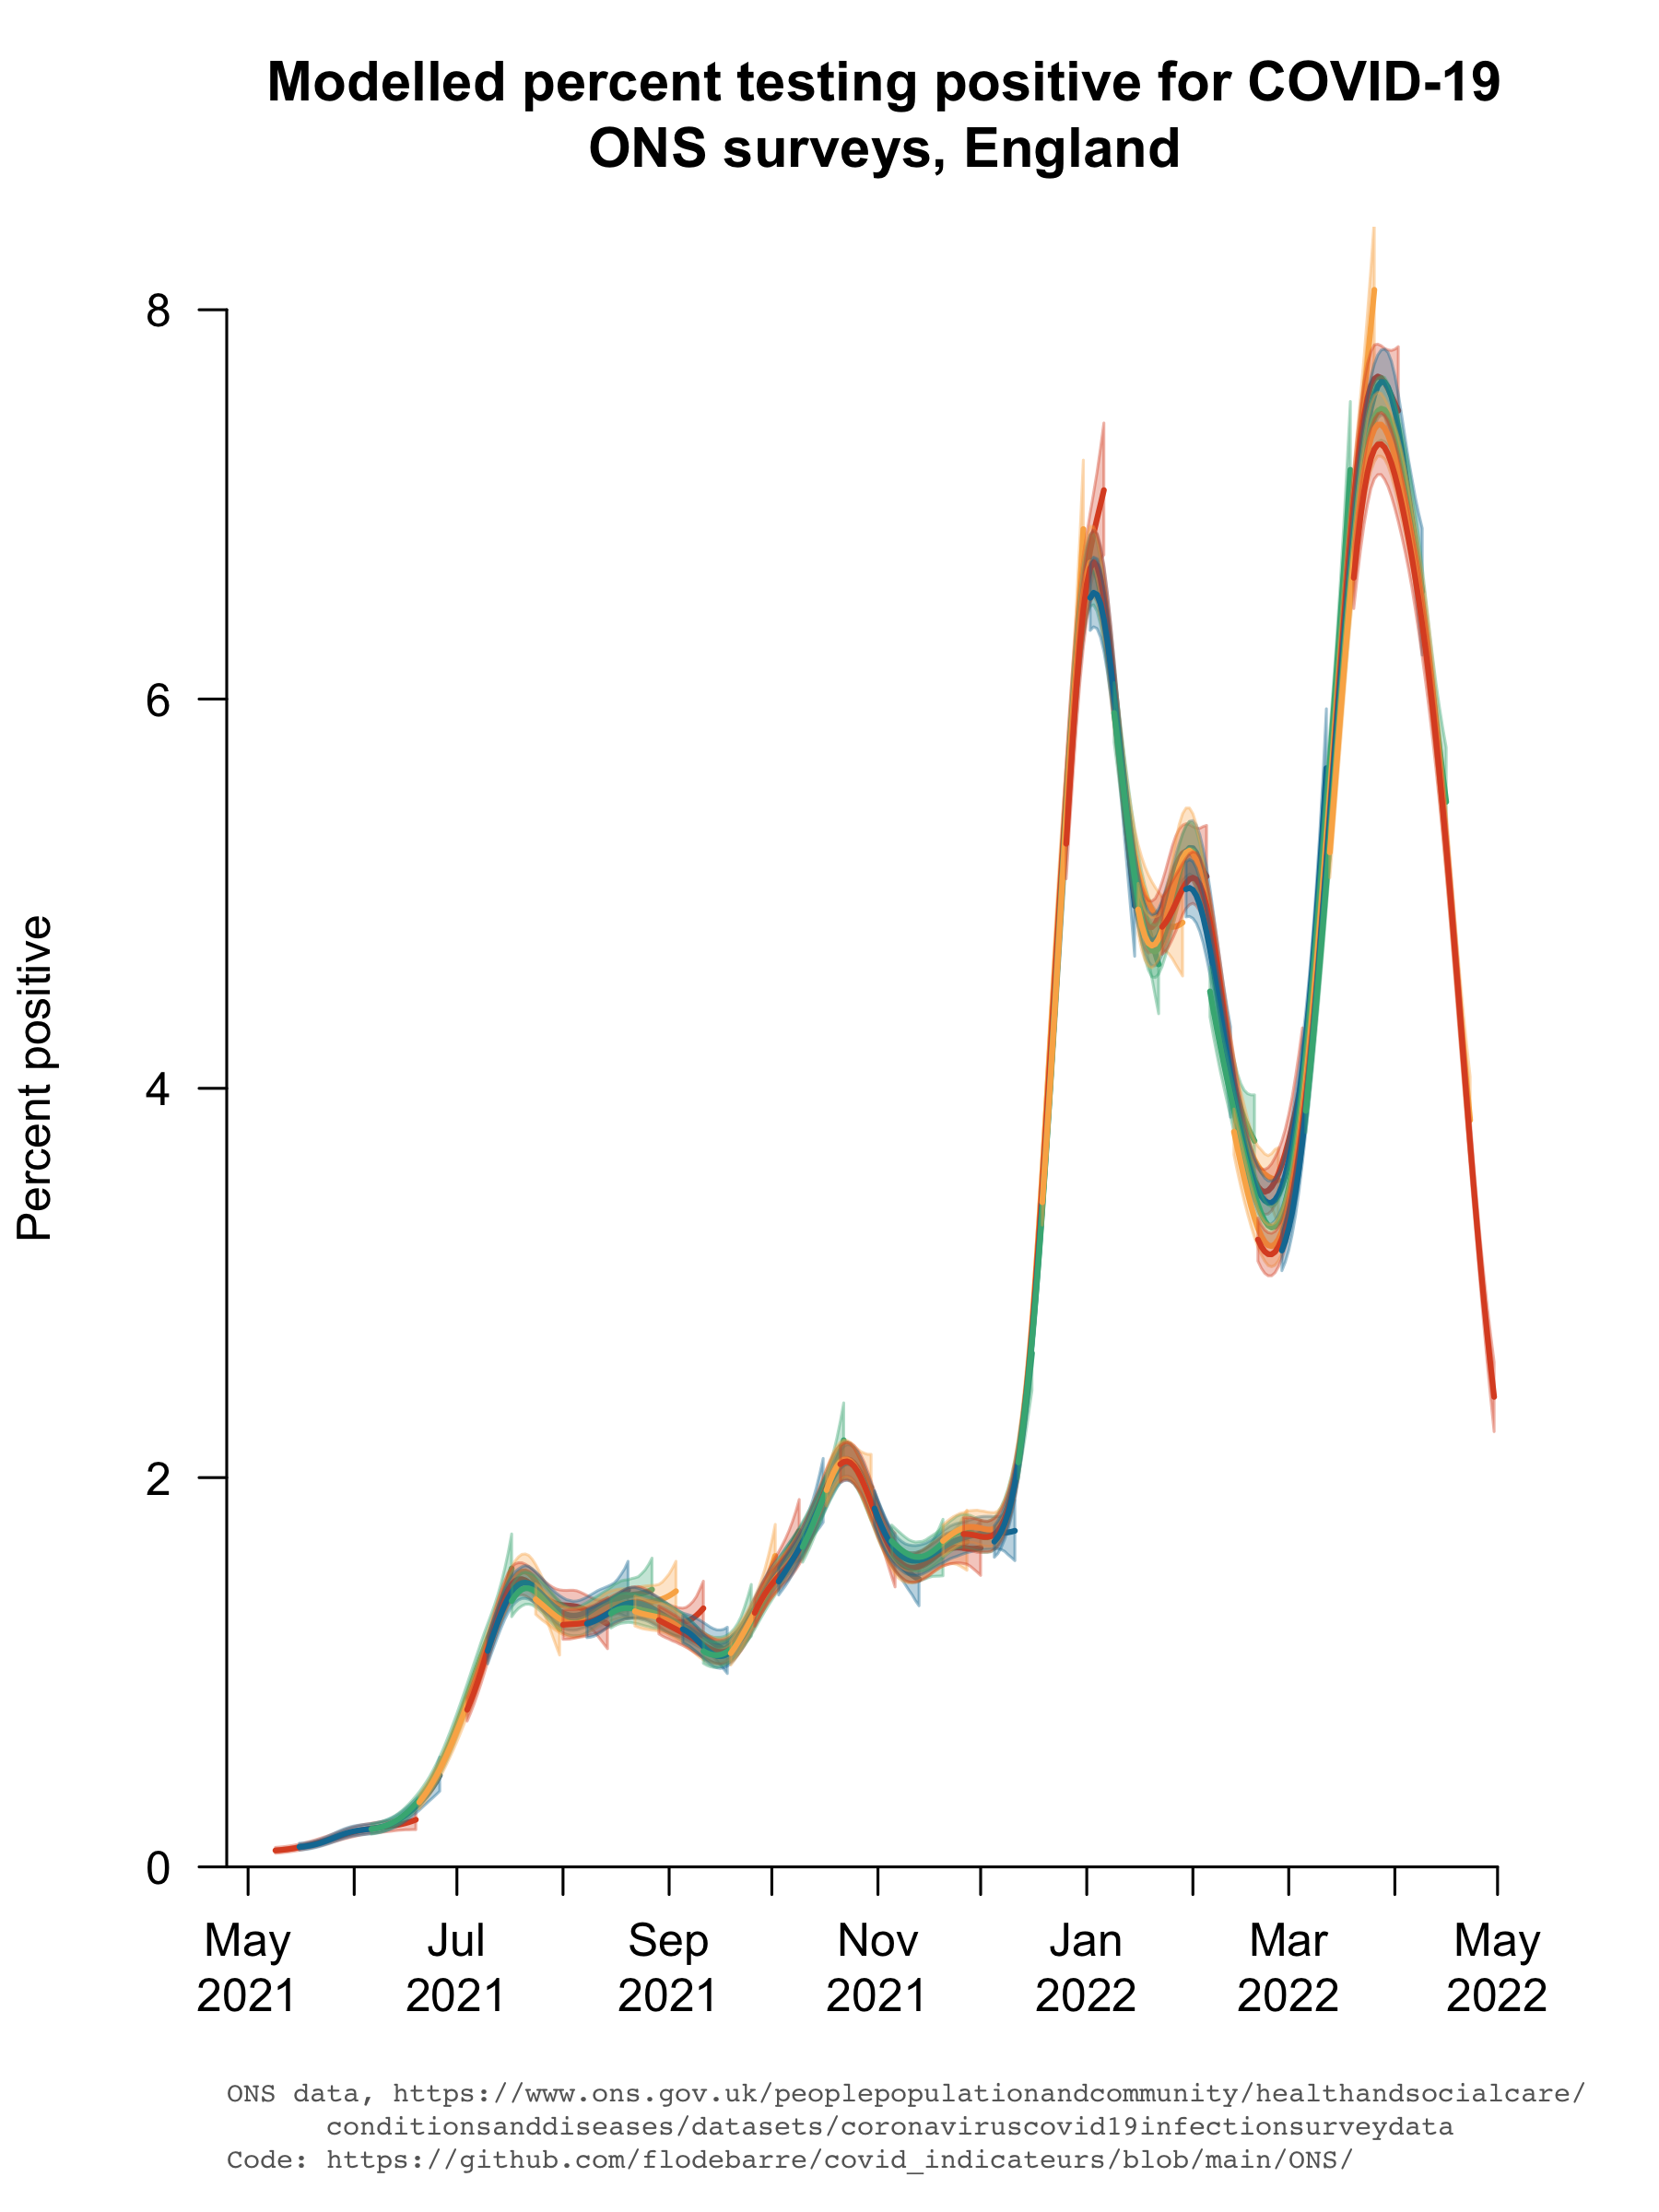 Modelled percent testing positive for COVID-19
ONS surveys, England
Percent positive
8
6
4
2
0
May Jul Sep Nov Jan Mar May
2021 2021 2021 2021 2022 2022 2022
ONS data, https://www.ons.gov.uk/peoplepopulationandcommunity/healthandsocialcare/
conditionsanddiseases/datasets/coronaviruscovid19infectionsurveydata
Code: https://github.com/flodebarre/covid_indicateurs/blob/main/ONS/